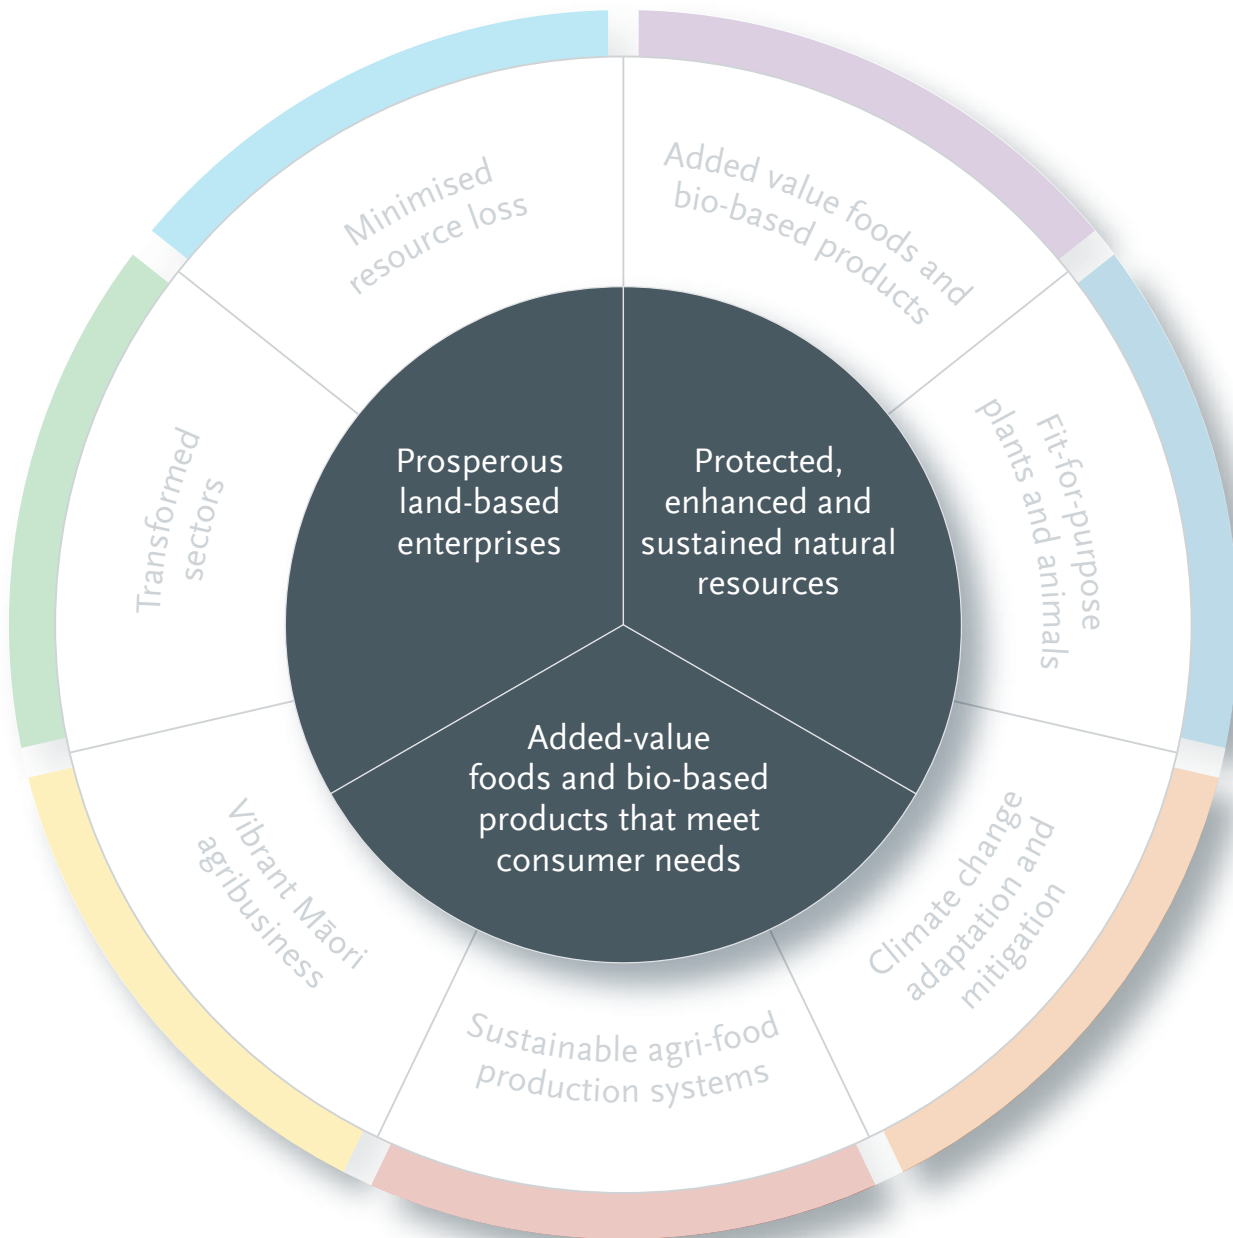 Minimised
resource loss
Added value foods and
bio-based products
Fit-for-purpose
plants and animals
Climate change
adaptation and
mitigation
Sustainable agri-food
production systems
Vibrant Māori
agribusiness
Transformed
sectors
Prosperous
land-based
enterprises
Protected,
enhanced and
sustained natural
resources
Added-value
foods and bio-based
products that meet
consumer needs